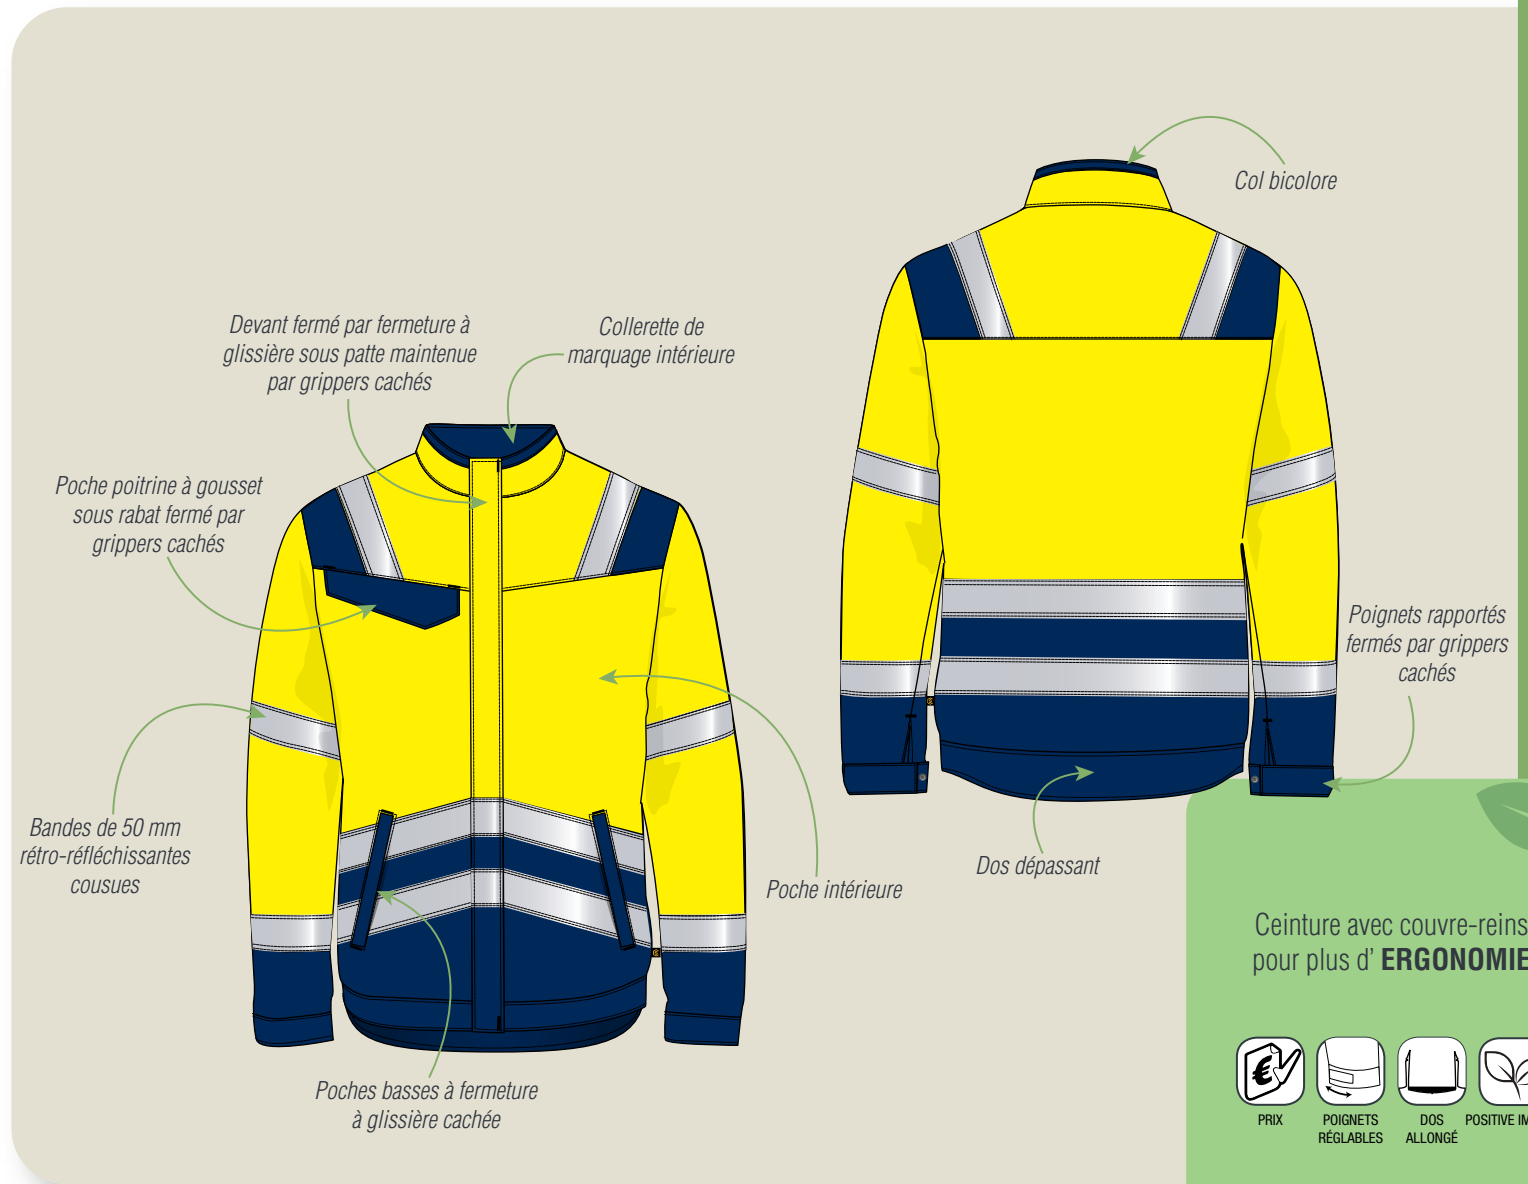 Col bicolore
Devant fermé par fermeture à
glissière sous patte maintenue
par grippers cachés
Collerette de
marquage intérieure
Poche poitrine à gousset
sous rabat fermé par
grippers cachés
Poignets rapportés
fermés par grippers
cachés
Bandes de 50 mm
rétro-réfléchissantes
cousues
Poche intérieure
Dos dépassant
Poches basses à fermeture
à glissière cachée
Ceinture avec couvre-reins
pour plus d’ ERGONOMIE
€
PRIX
POIGNETS
RÉGLABLES
DOS
ALLONGÉ
POSITIVE IM